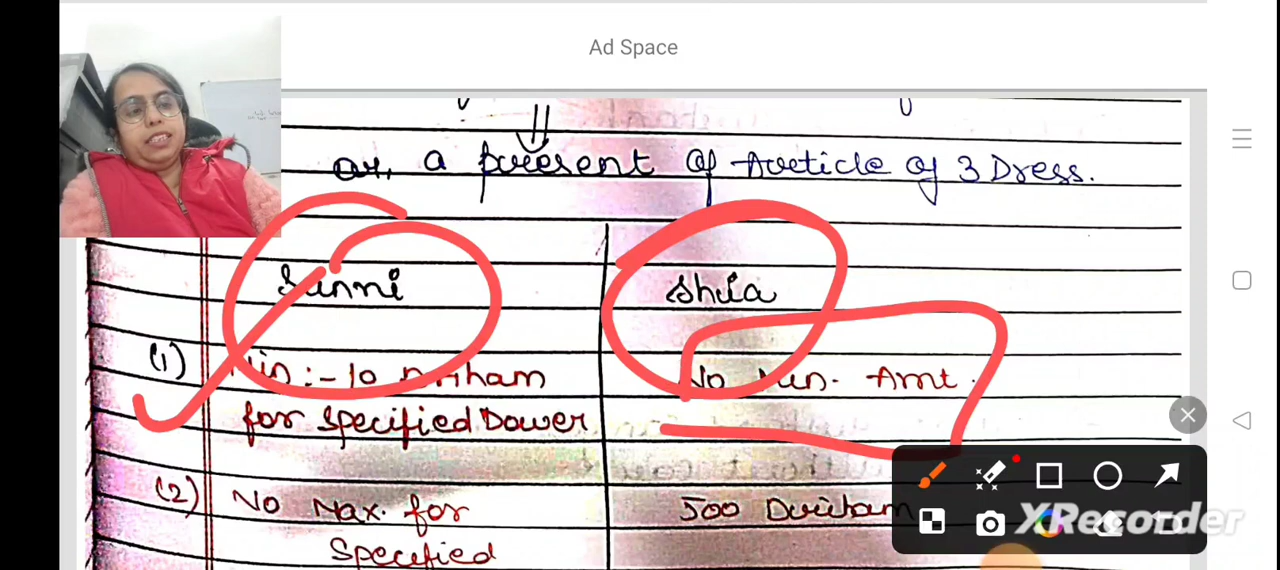 Ad Space
or, a present of Article of 3 Dress.
Sunni
Shia
(1) Min :- 10 Dirham
No Min. Amt.
for Specified Dower
(2) No Max. for
500 Dirham
Specified
XRecorder